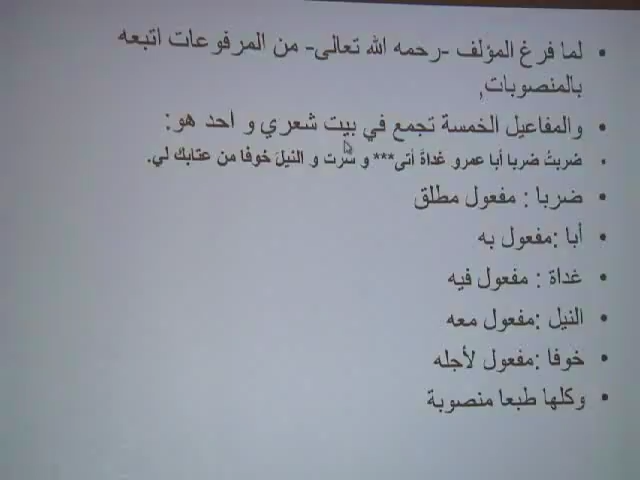 لما فرغ المؤلف -رحمه الله تعالى- من المرفوعات اتبعه
بالمنصوبات,
والمفاعيل الخمسة تجمع في بيت شعري و احد هو:
ضربتُ ضربا أبا عمرو غداةَ أتى*** و سرت و النيلَ خوفا من عتابك لي.
ضربا : مفعول مطلق
أبا :مفعول به
غداة : مفعول فيه
النيل :مفعول معه
خوفا :مفعول لأجله
وكلها طبعا منصوبة